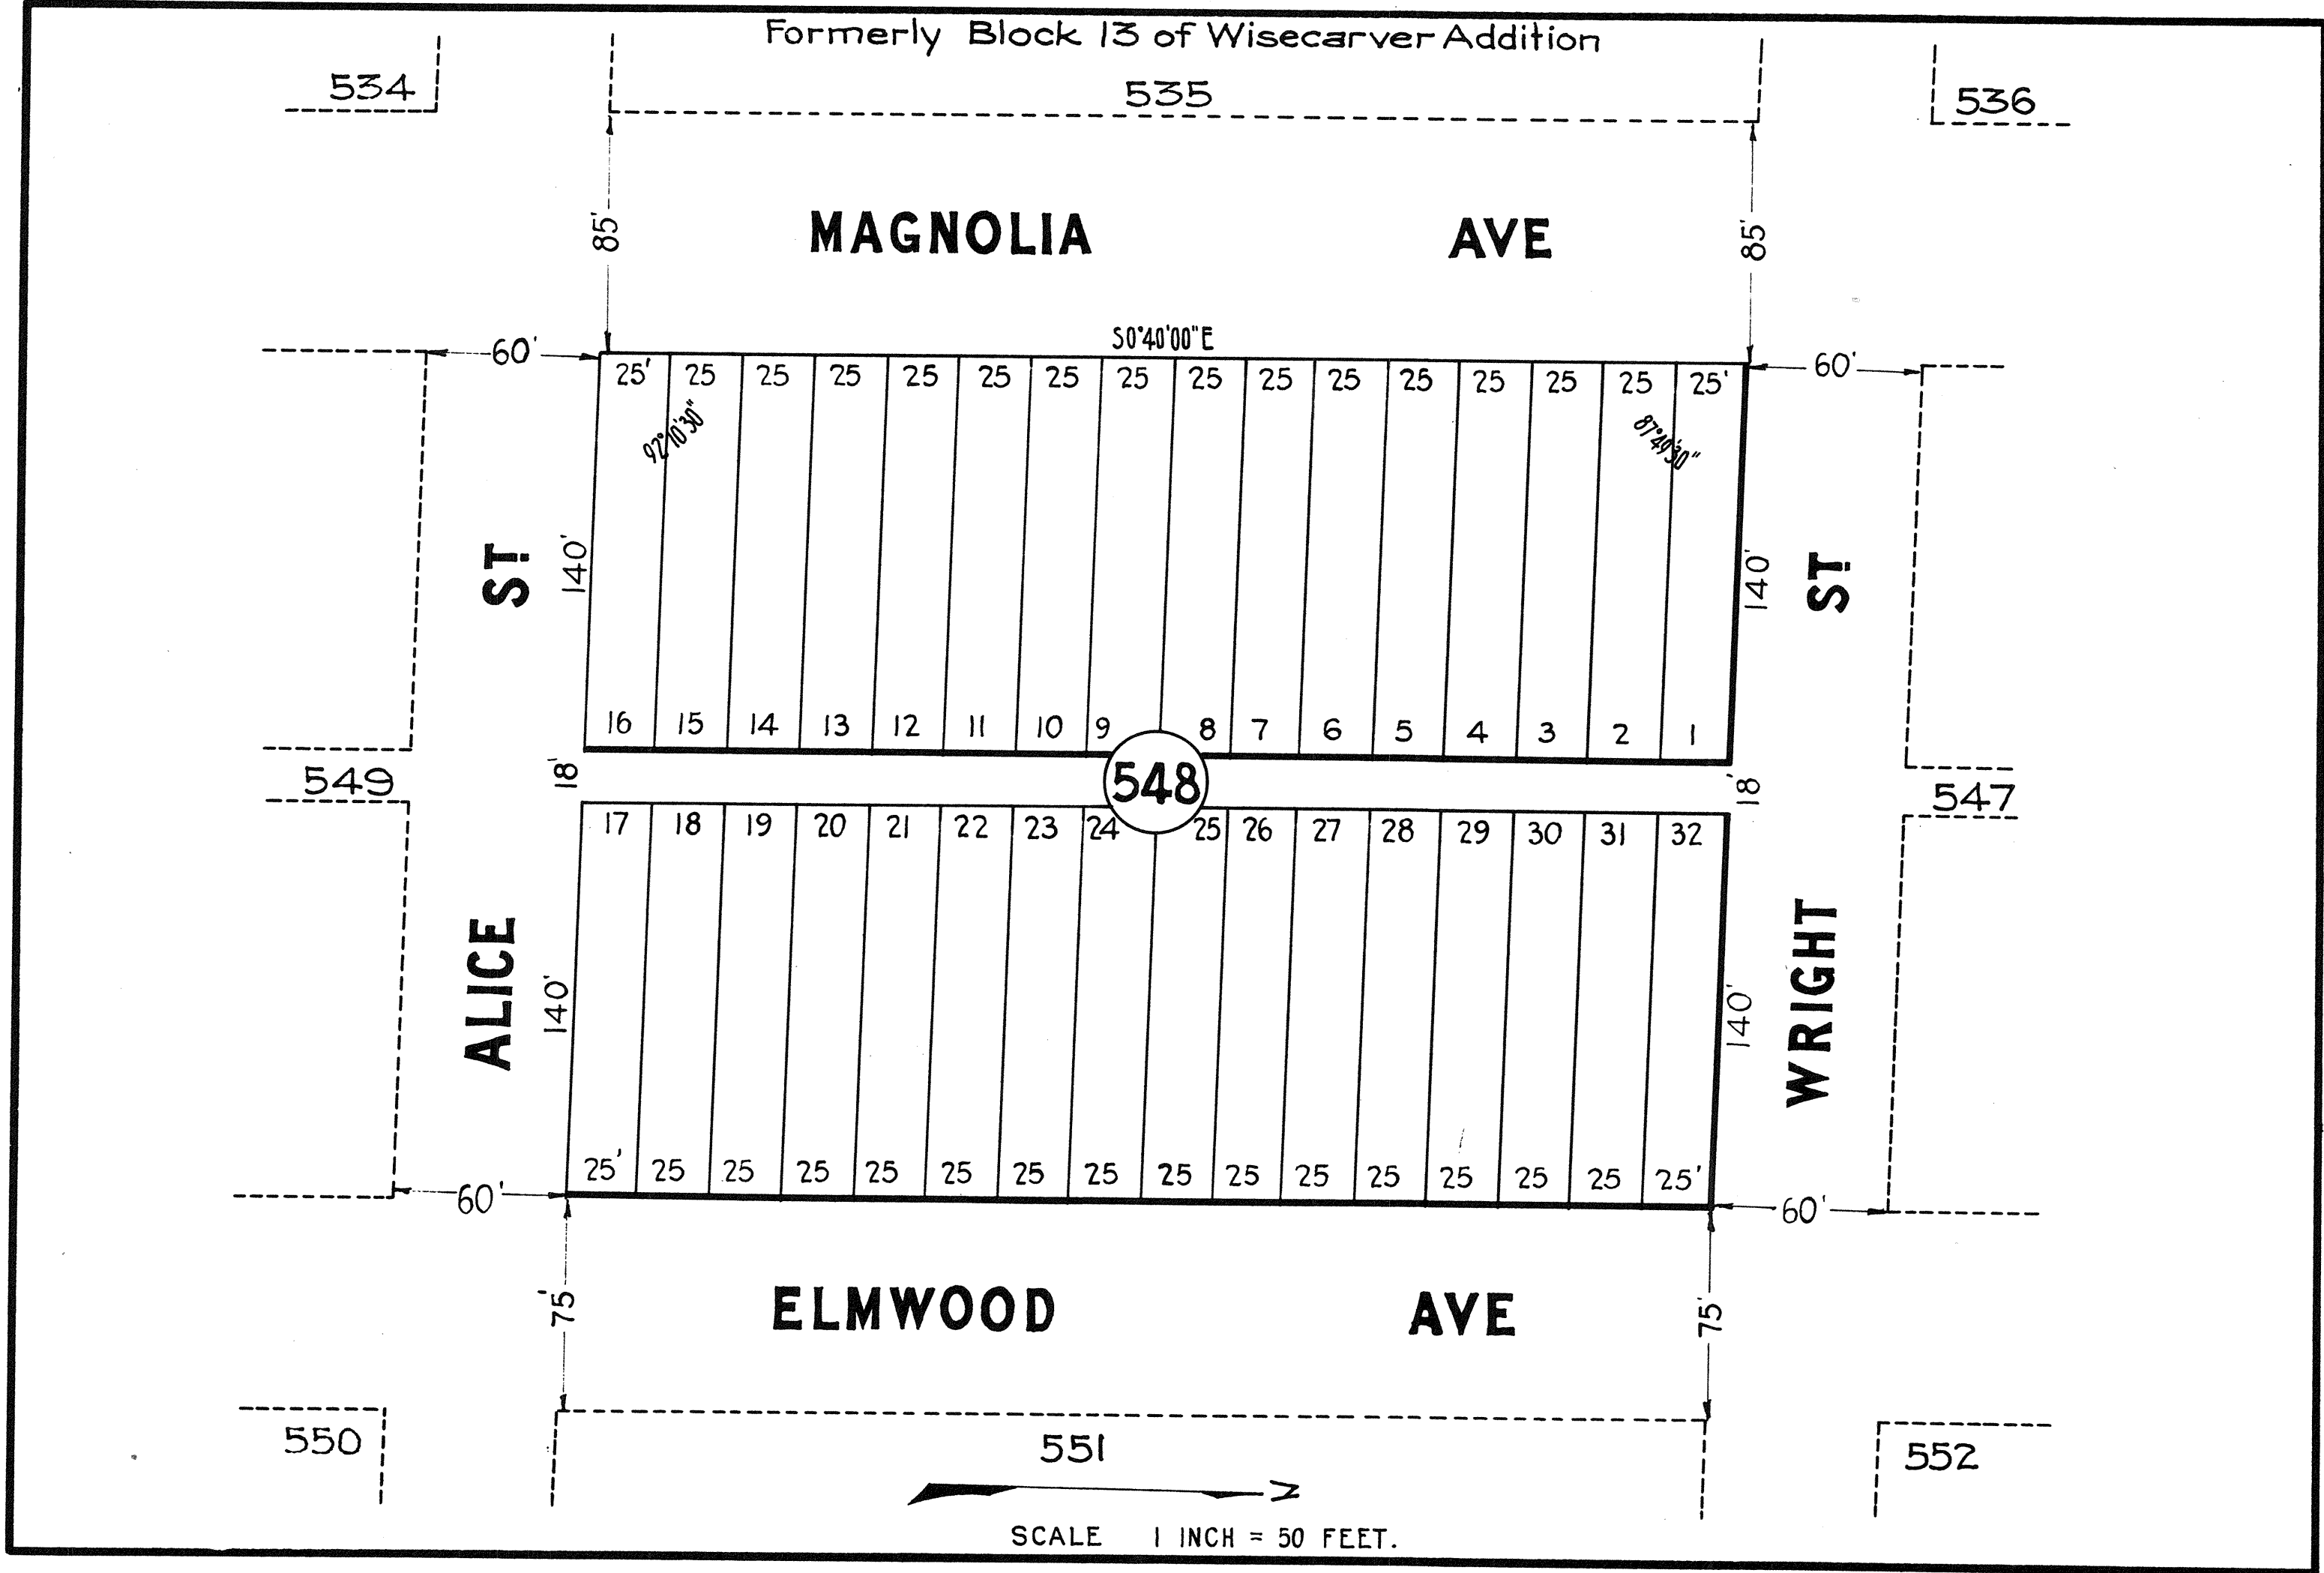 Formerly Block 13 of Wisecarver Addition
534
535
536
85'
MAGNOLIA AVE
85'
S0°40'00"E
60'
60'
25' 25 25 25 25 25 25 25 25 25 25 25 25 25 25 25'
92°10'30"
87°49'30"
ST.
140'
140'
ST.
16 15 14 13 12 11 10 9 8 7 6 5 4 3 2 1
549
18'
548
18'
547
17 18 19 20 21 22 23 24 25 26 27 28 29 30 31 32
ALICE
140'
140'
WRIGHT
25' 25 25 25 25 25 25 25 25 25 25 25 25 25 25 25'
60'
60'
75'
ELMWOOD AVE
75'
550
551
552
N
SCALE 1 INCH = 50 FEET.